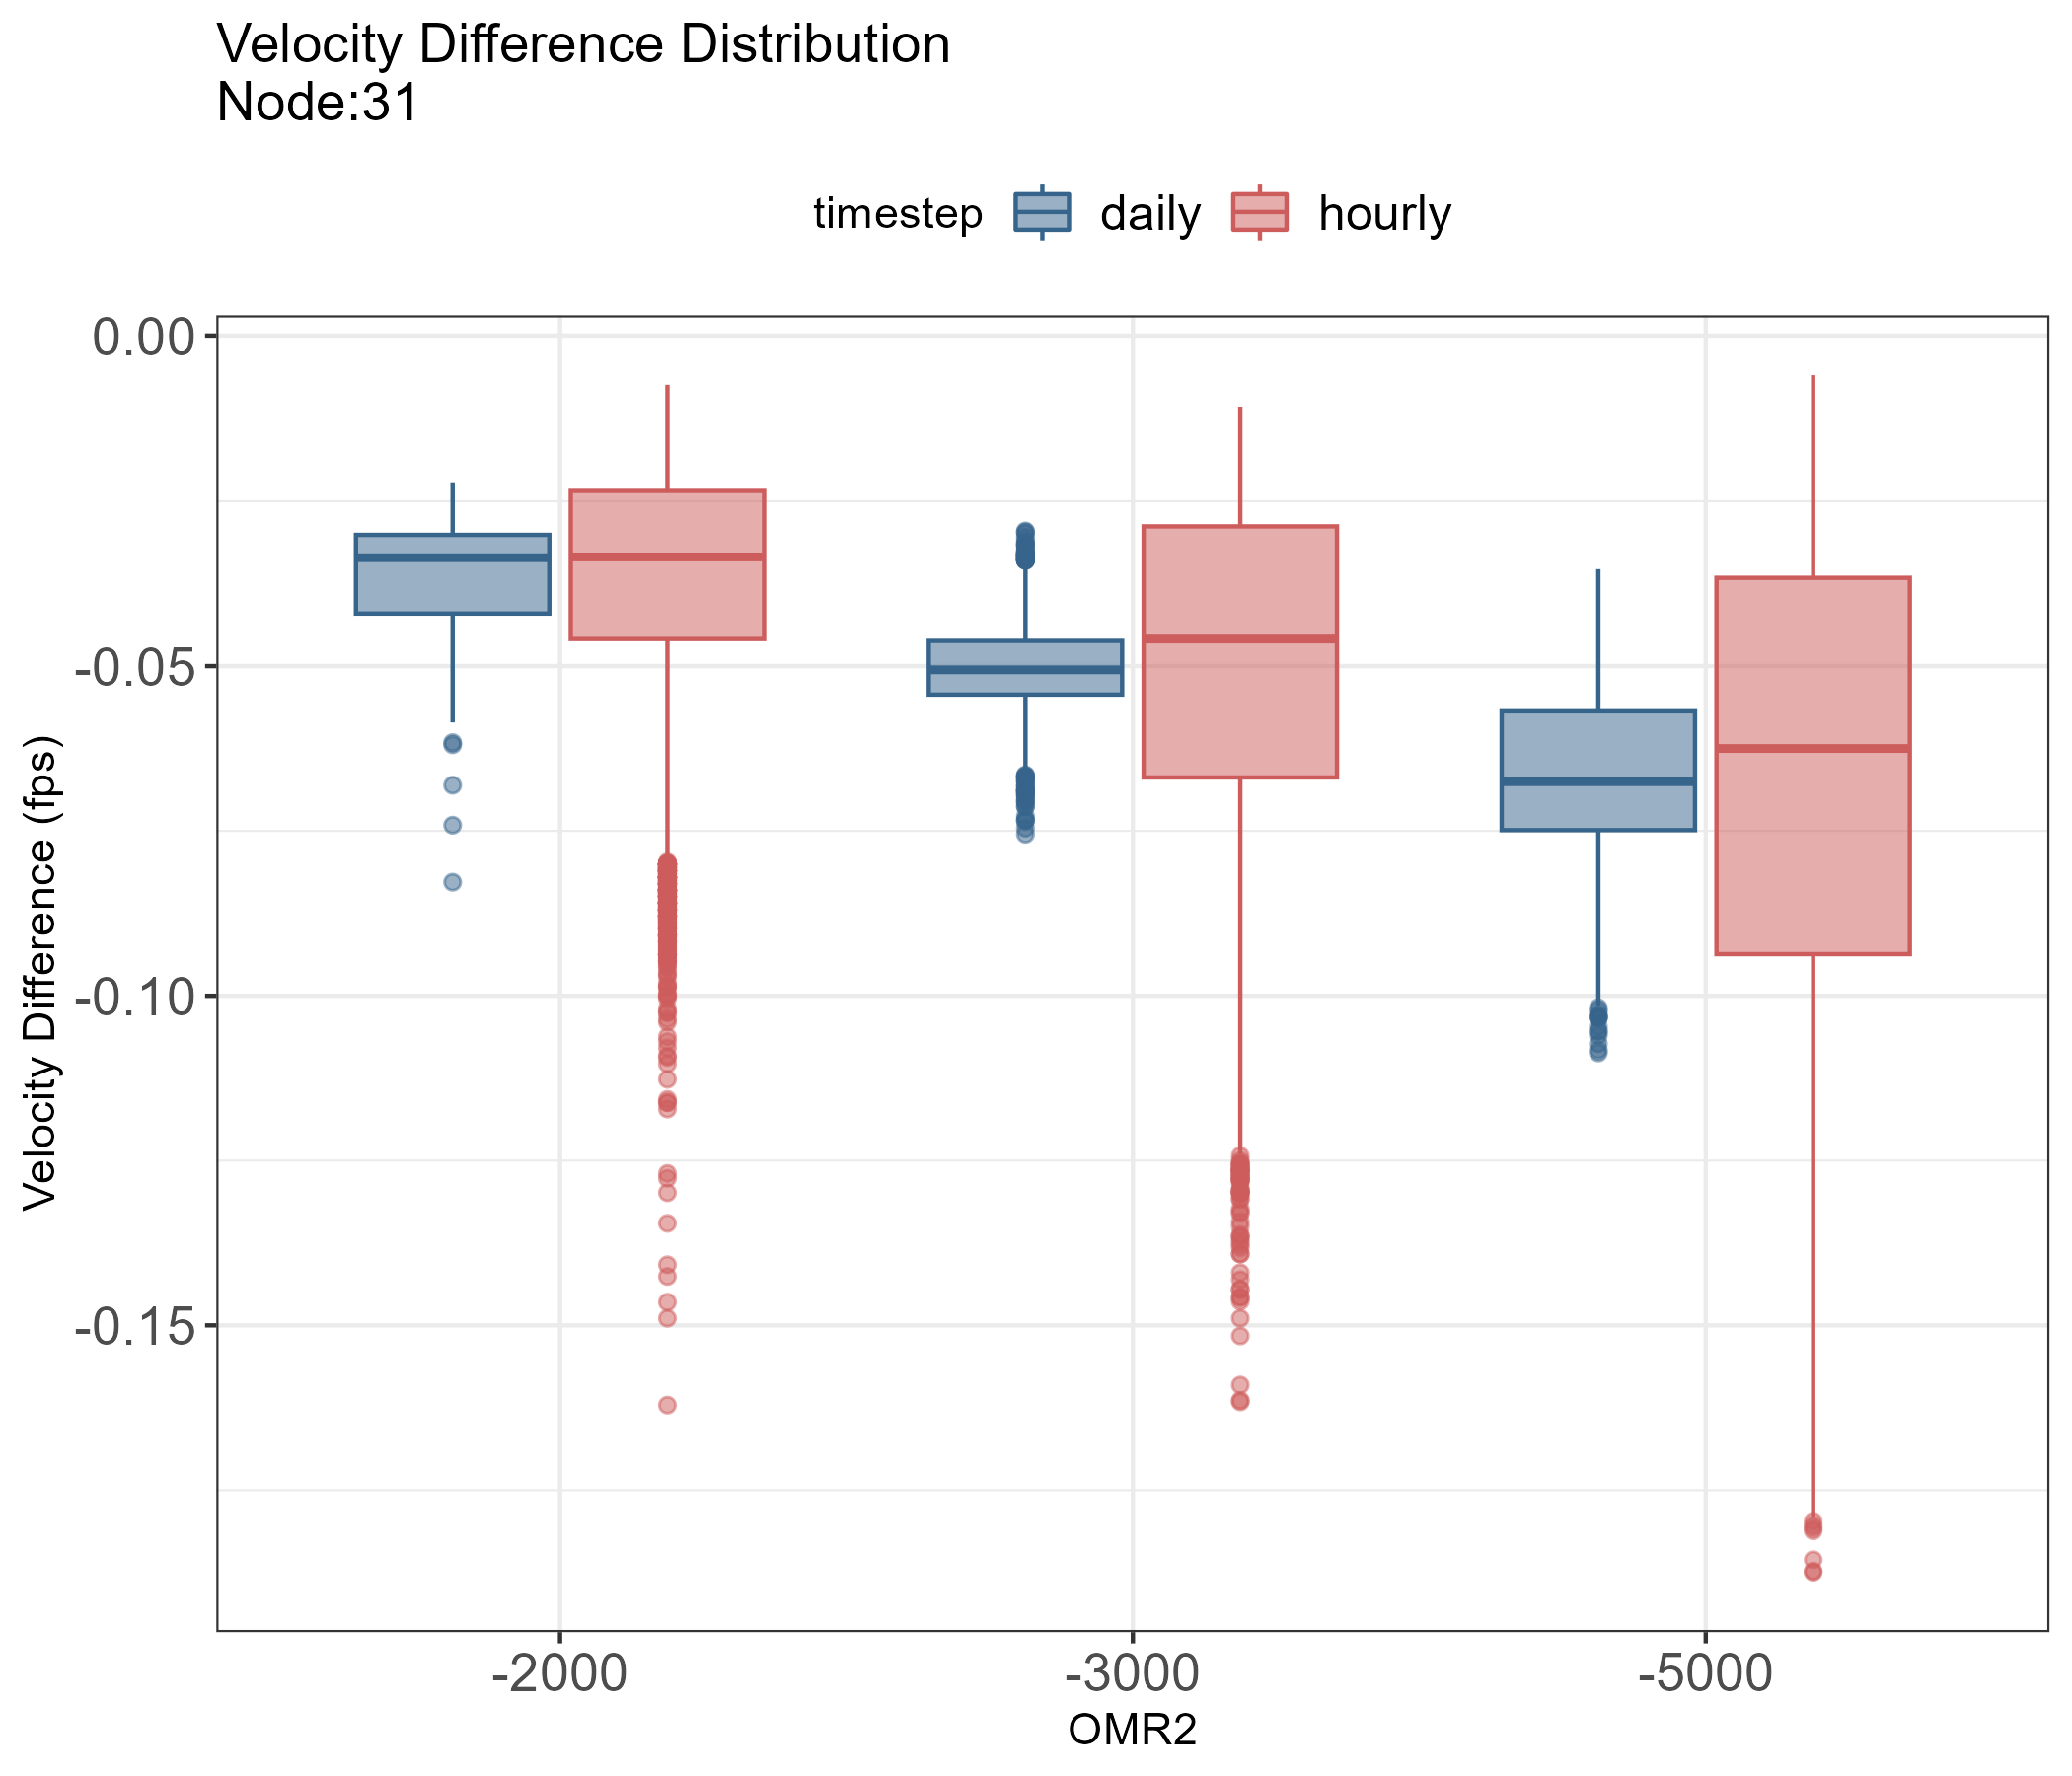 Velocity Difference Distribution
Node:31
timestep daily hourly
0.00
-0.05
-0.10
-0.15
Velocity Difference (fps)
-2000 -3000 -5000
OMR2